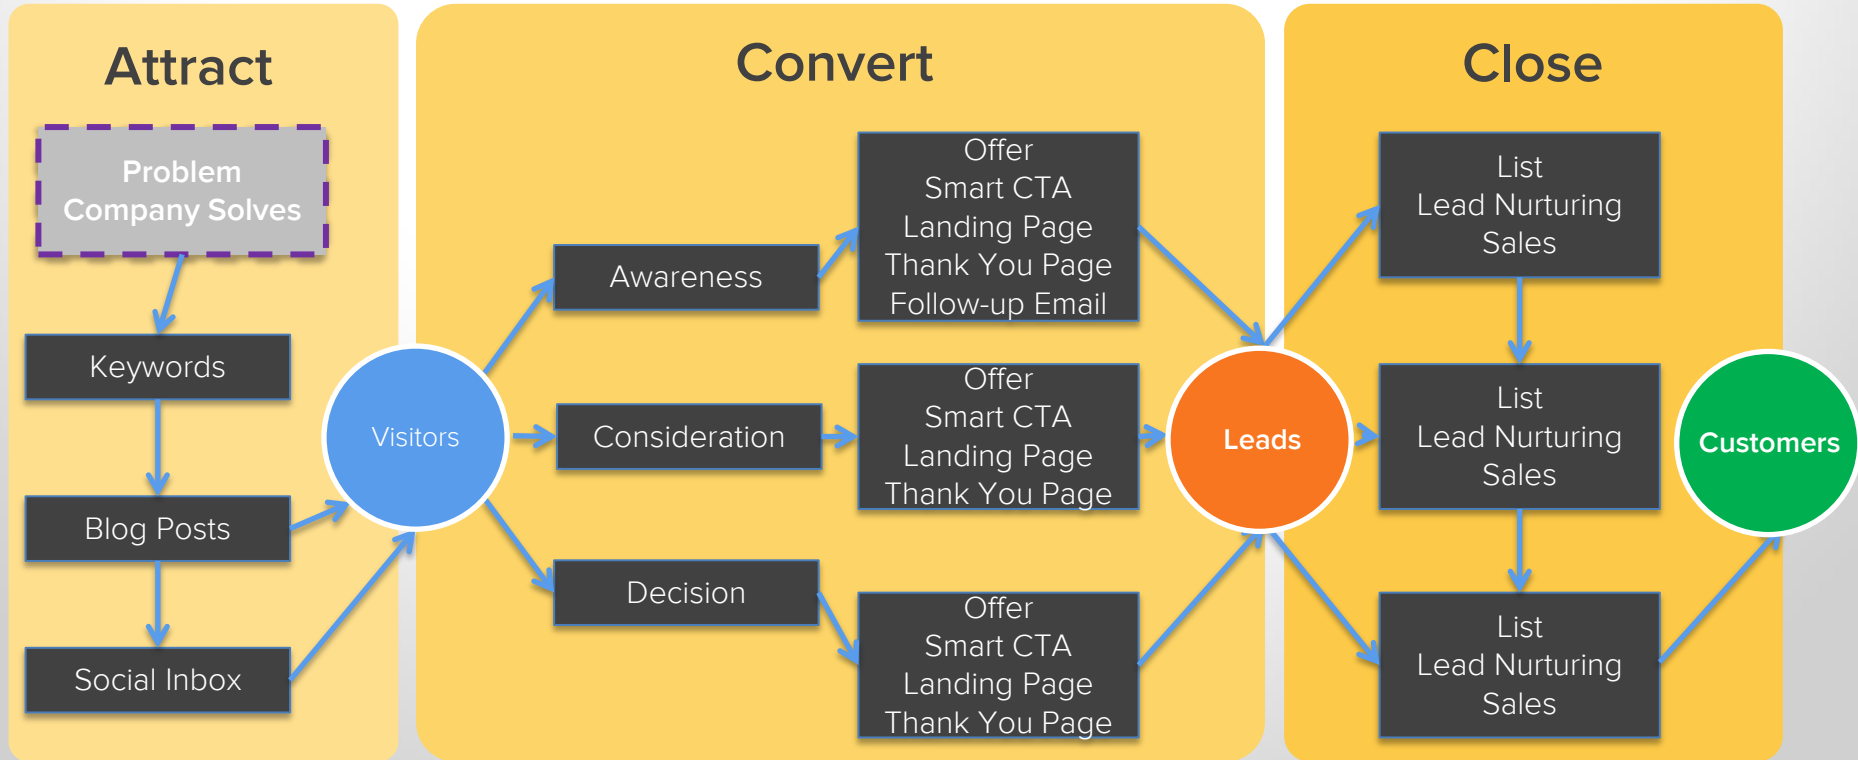 Attract
Problem
Company Solves
Keywords
Blog Posts
Social Inbox
Visitors
Convert
Awareness
Consideration
Decision
Offer
Smart CTA
Landing Page
Thank You Page
Follow-up Email
Offer
Smart CTA
Landing Page
Thank You Page
Offer
Smart CTA
Landing Page
Thank You Page
Leads
Close
List
Lead Nurturing
Sales
List
Lead Nurturing
Sales
List
Lead Nurturing
Sales
Customers